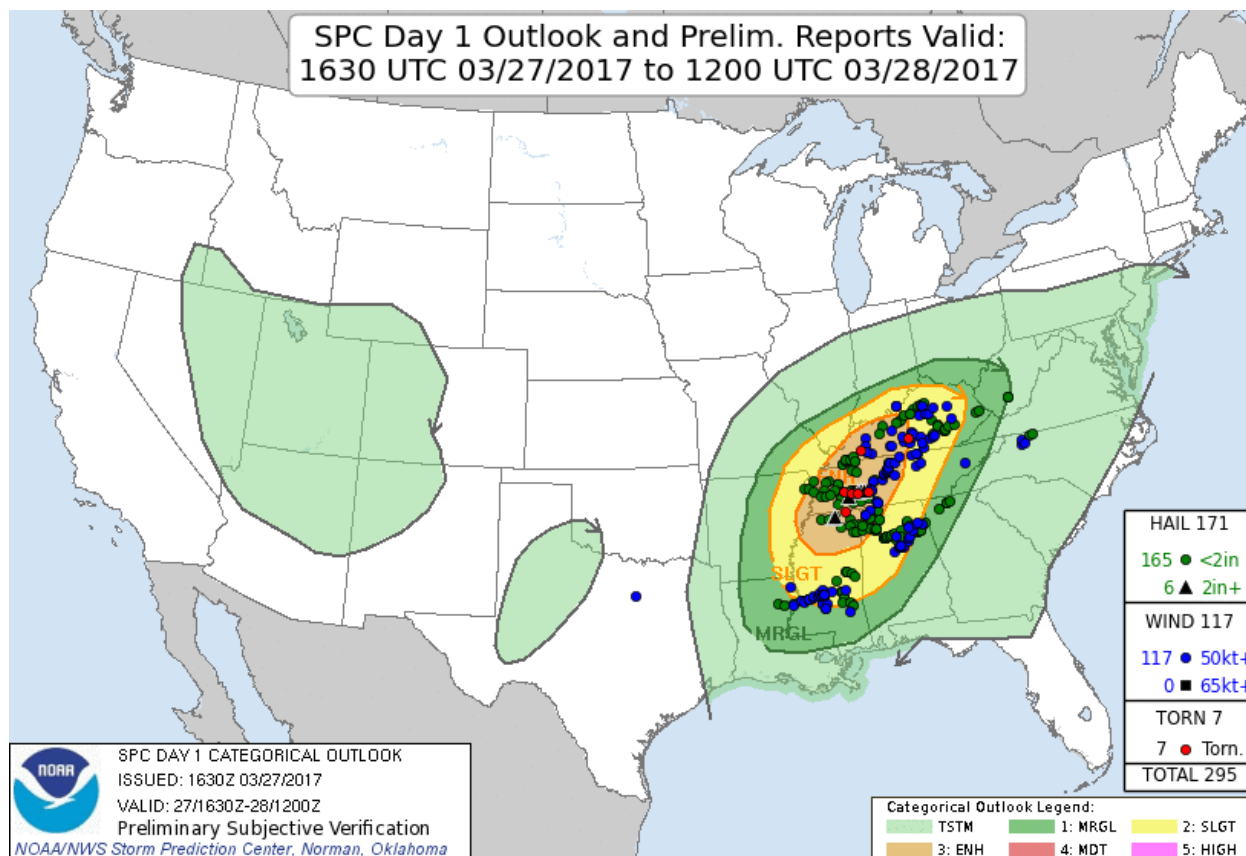 SPC Day 1 Outlook and Prelim. Reports Valid:
1630 UTC 03/27/2017 to 1200 UTC 03/28/2017
SLGT
MRGL
HAIL 171
165 <2in
6 2in+
WIND 117
117 50kt+
0 65kt+
TORN 7
7 Torn.
TOTAL 295
NOAA
SPC DAY 1 CATEGORICAL OUTLOOK
ISSUED: 1630Z 03/27/2017
VALID: 27/1630Z-28/1200Z
Preliminary Subjective Verification
NOAA/NWS Storm Prediction Center, Norman, Oklahoma
Categorical Outlook Legend:
TSTM 1: MRGL 2: SLGT
3: ENH 4: MDT 5: HIGH